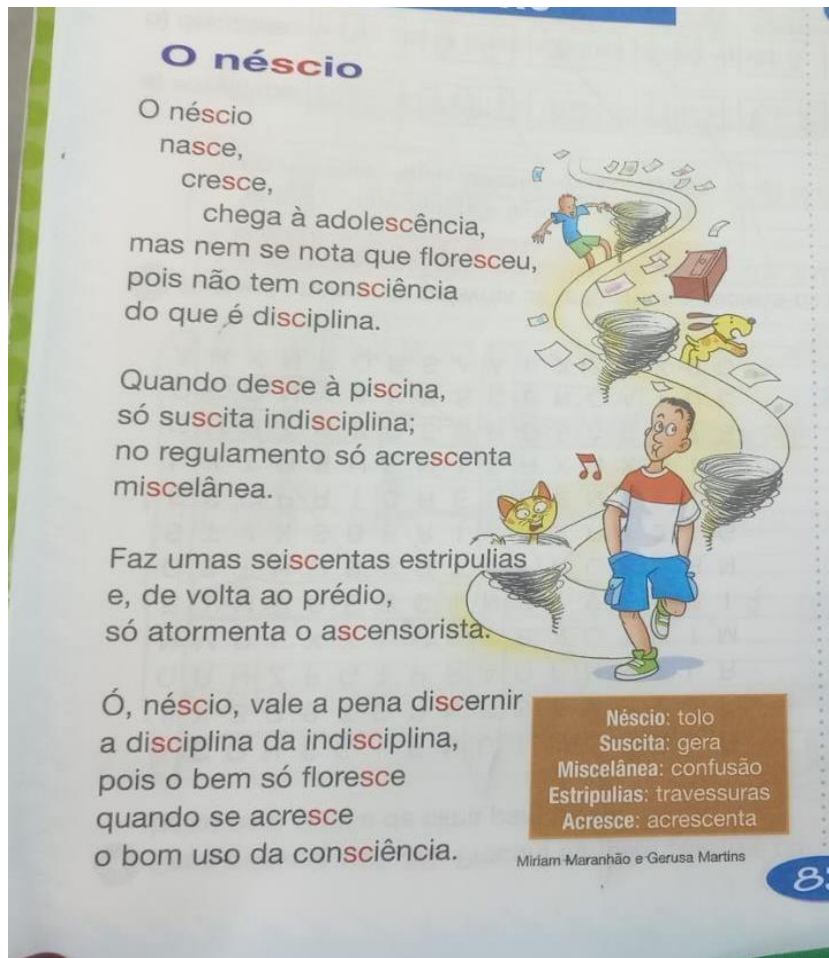 O néscio
O néscio
nasce,
cresce,
chega à adolescência,
mas nem se nota que floresceu,
pois não tem consciência
do que é disciplina.
Quando desce à piscina,
só suscita indisciplina;
no regulamento só acrescenta
miscelânea.
Faz umas seiscentas estripulias
e, de volta ao prédio,
só atormenta o ascensorista.
Ó, néscio, vale a pena discernir
a disciplina da indisciplina,
pois o bem só floresce
quando se acresce
o bom uso da consciência.
Néscio: tolo
Suscita: gera
Miscelânea: confusão
Estripulias: travessuras
Acresce: acrescenta
Miriam Maranhão e Gerusa Martins